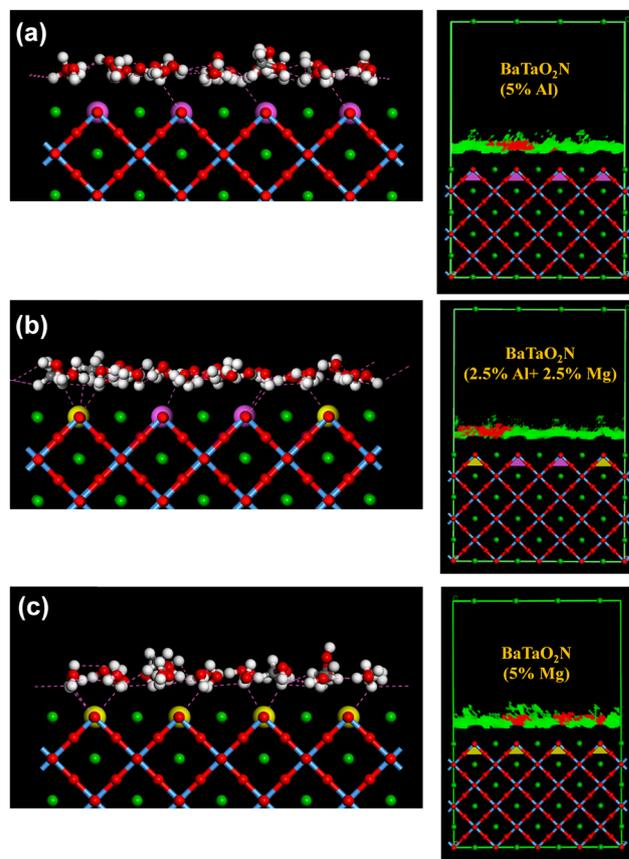 (a)
BaTaO₂N
(5% Al)
(b)
BaTaO₂N
(2.5% Al+ 2.5% Mg)
(c)
BaTaO₂N
(5% Mg)